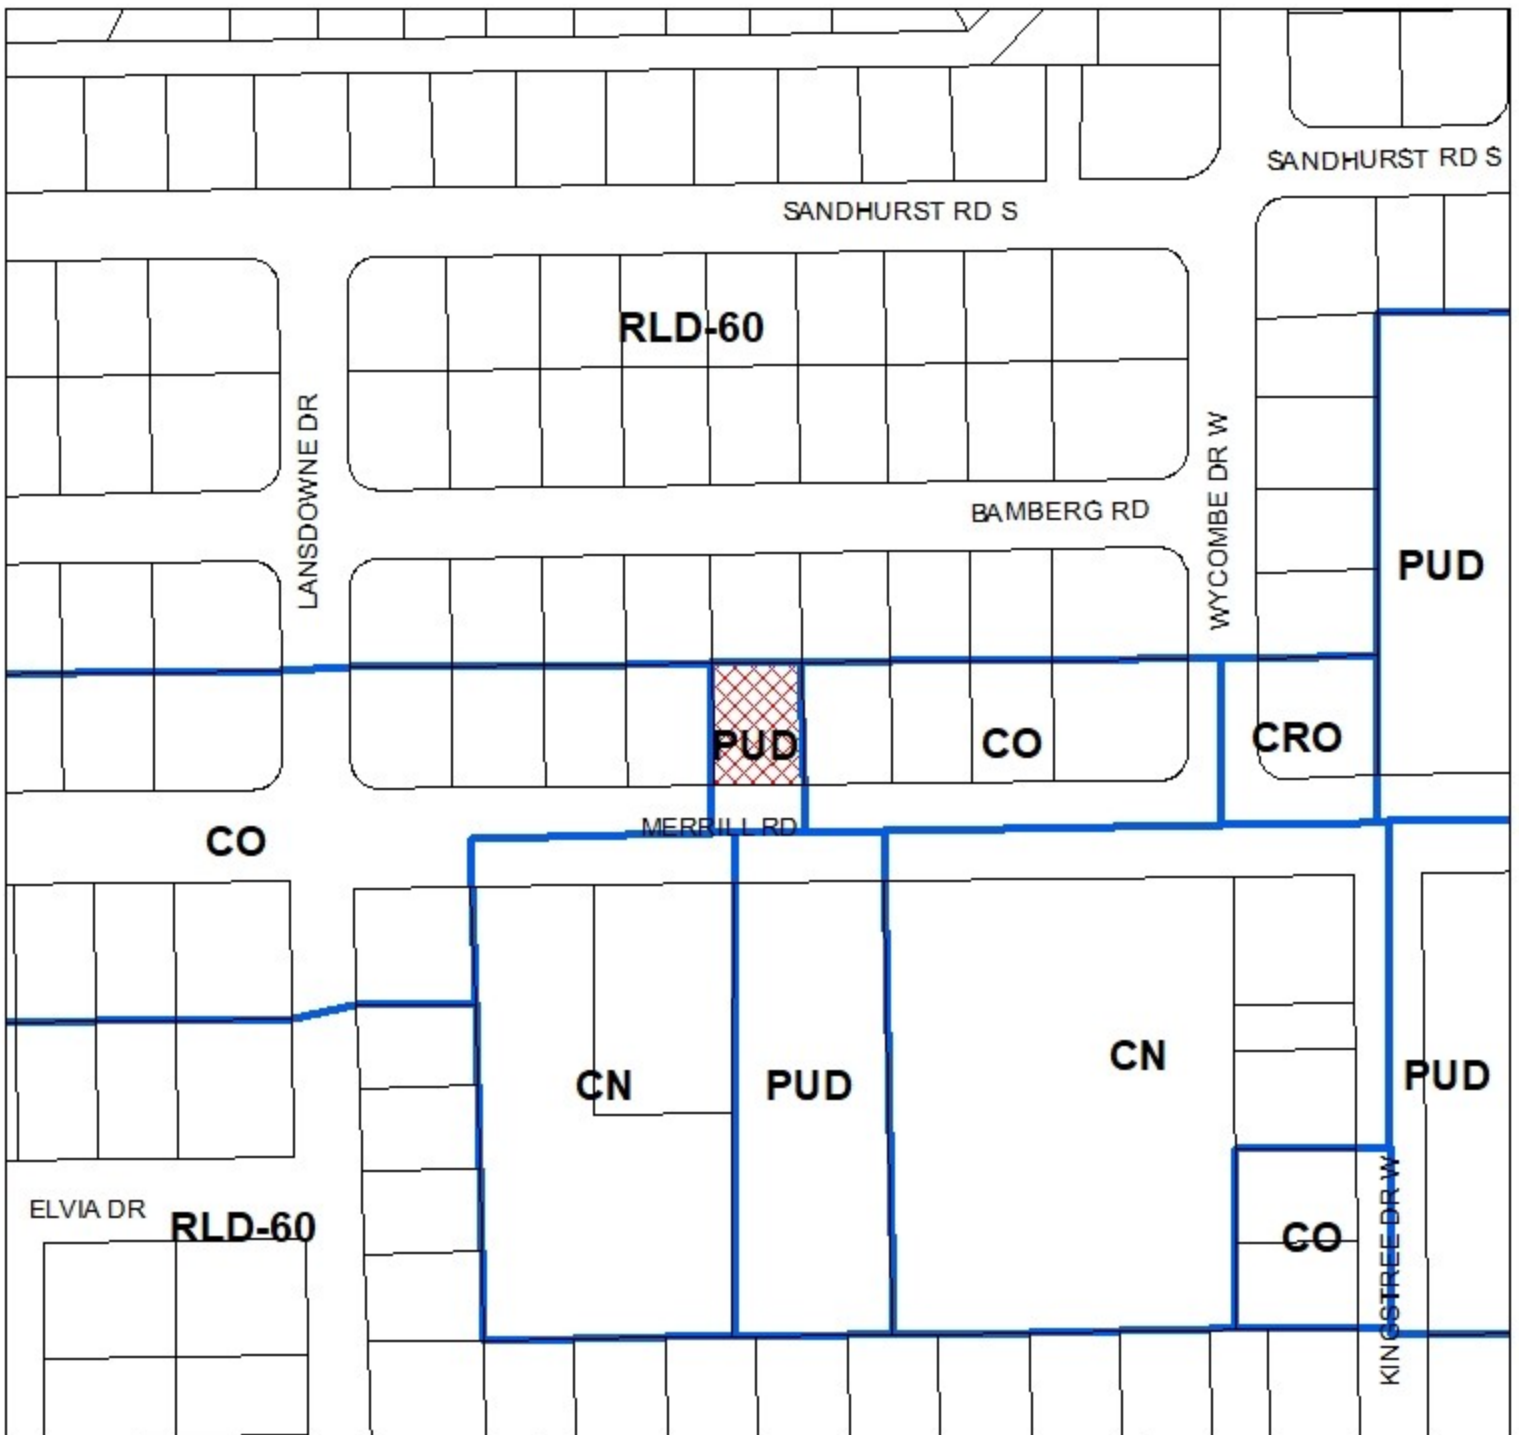 SANDHURST RD S
SANDHURST RD S
RLD-60
LANSDOWNE DR
WYCOMBE DR W
BAMBERG RD
PUD
PUD
CO
CRO
MERRILL RD
CO
CN
PUD
CN
PUD
ELVIA DR
RLD-60
CO
KINGSTREE DR W